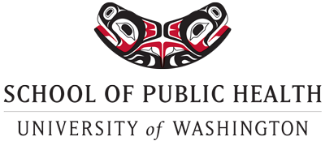 SCHOOL OF PUBLIC HEALTH
UNIVERSITY of WASHINGTON